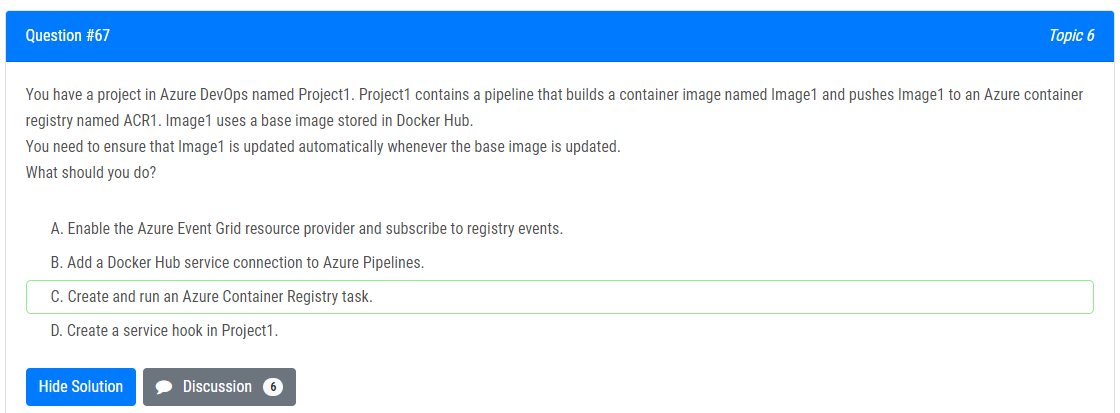 Question #67
Topic 6
You have a project in Azure DevOps named Project1. Project1 contains a pipeline that builds a container image named Image1 and pushes Image1 to an Azure container
registry named ACR1. Image1 uses a base image stored in Docker Hub.
You need to ensure that Image1 is updated automatically whenever the base image is updated.
What should you do?
A. Enable the Azure Event Grid resource provider and subscribe to registry events.
B. Add a Docker Hub service connection to Azure Pipelines.
C. Create and run an Azure Container Registry task.
D. Create a service hook in Project1.
Hide Solution
Discussion 6